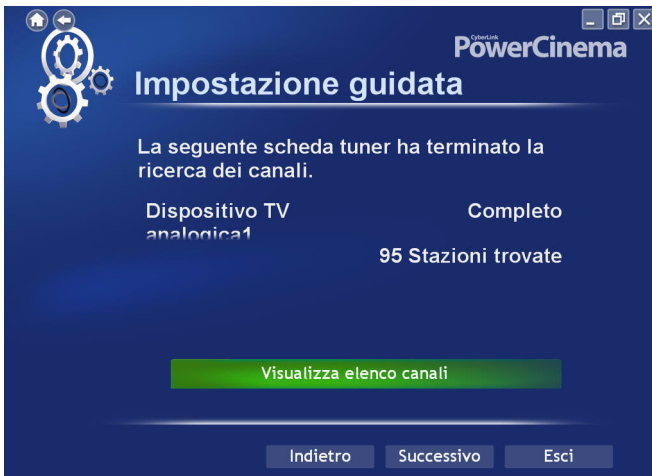 CyberLink
PowerCinema
Impostazione guidata
La seguente scheda tuner ha terminato la
ricerca dei canali.
Dispositivo TV Completo
analogica1
95 Stazioni trovate
Visualizza elenco canali
Indietro Successivo Esci